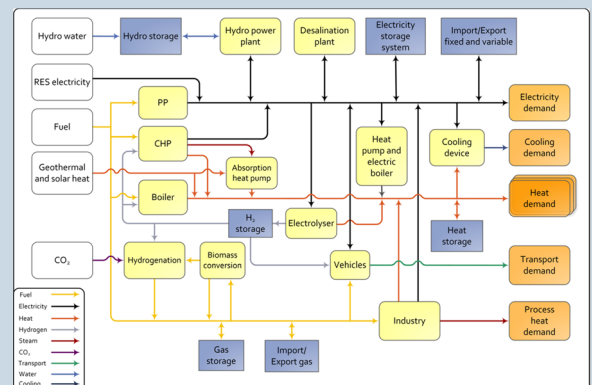 Hydro water
Hydro storage
Hydro power
plant
Desalination
plant
Electricity
storage
system
Import/Export
fixed and variable
RES electricity
PP
Electricity
demand
Fuel
CHP
Heat
pump and
electric
boiler
Cooling
device
Cooling
demand
Geothermal
and solar heat
Absorption
heat pump
Boiler
Heat
demand
H₂
storage
Electrolyser
Heat
storage
CO₂
Hydrogenation
Biomass
conversion
Vehicles
Transport
demand
Industry
Process
heat
demand
Gas
storage
Import/
Export gas
Fuel
Electricity
Heat
Hydrogen
Steam
CO₂
Transport
Water
Cooling